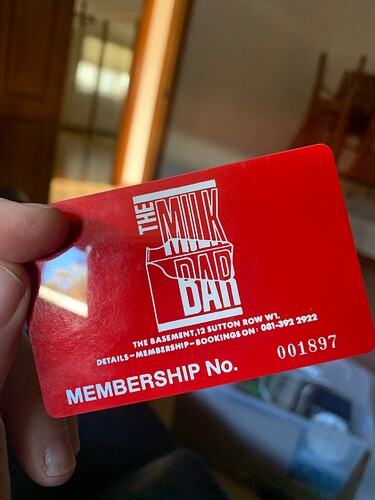 THE
MILK
BAR
THE BASEMENT, 12 SUTTON ROW W1.
DETAILS–MEMBERSHIP–BOOKINGS ON: 081-392 2922
MEMBERSHIP No. 001897